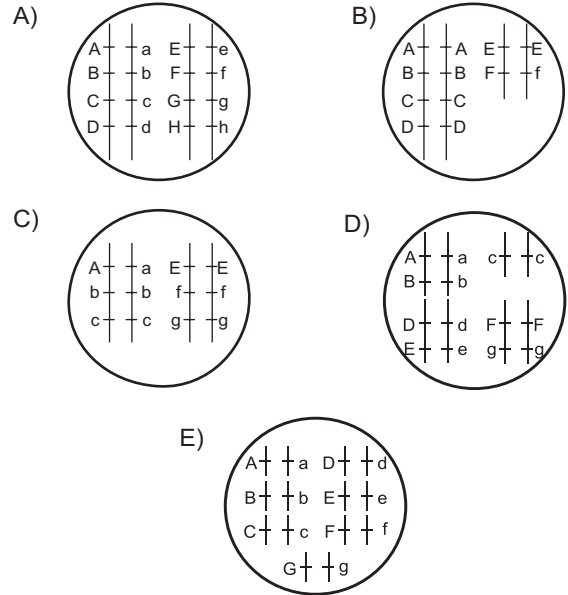 A)
A a E e
B b F f
C c G g
D d H h
B)
A A E E
B B F f
C C
D D
C)
A a E E
b b f f
c c g g
D)
A a c c
B b
D d F F
E e g g
E)
A a D d
B b E e
C c F f
G g